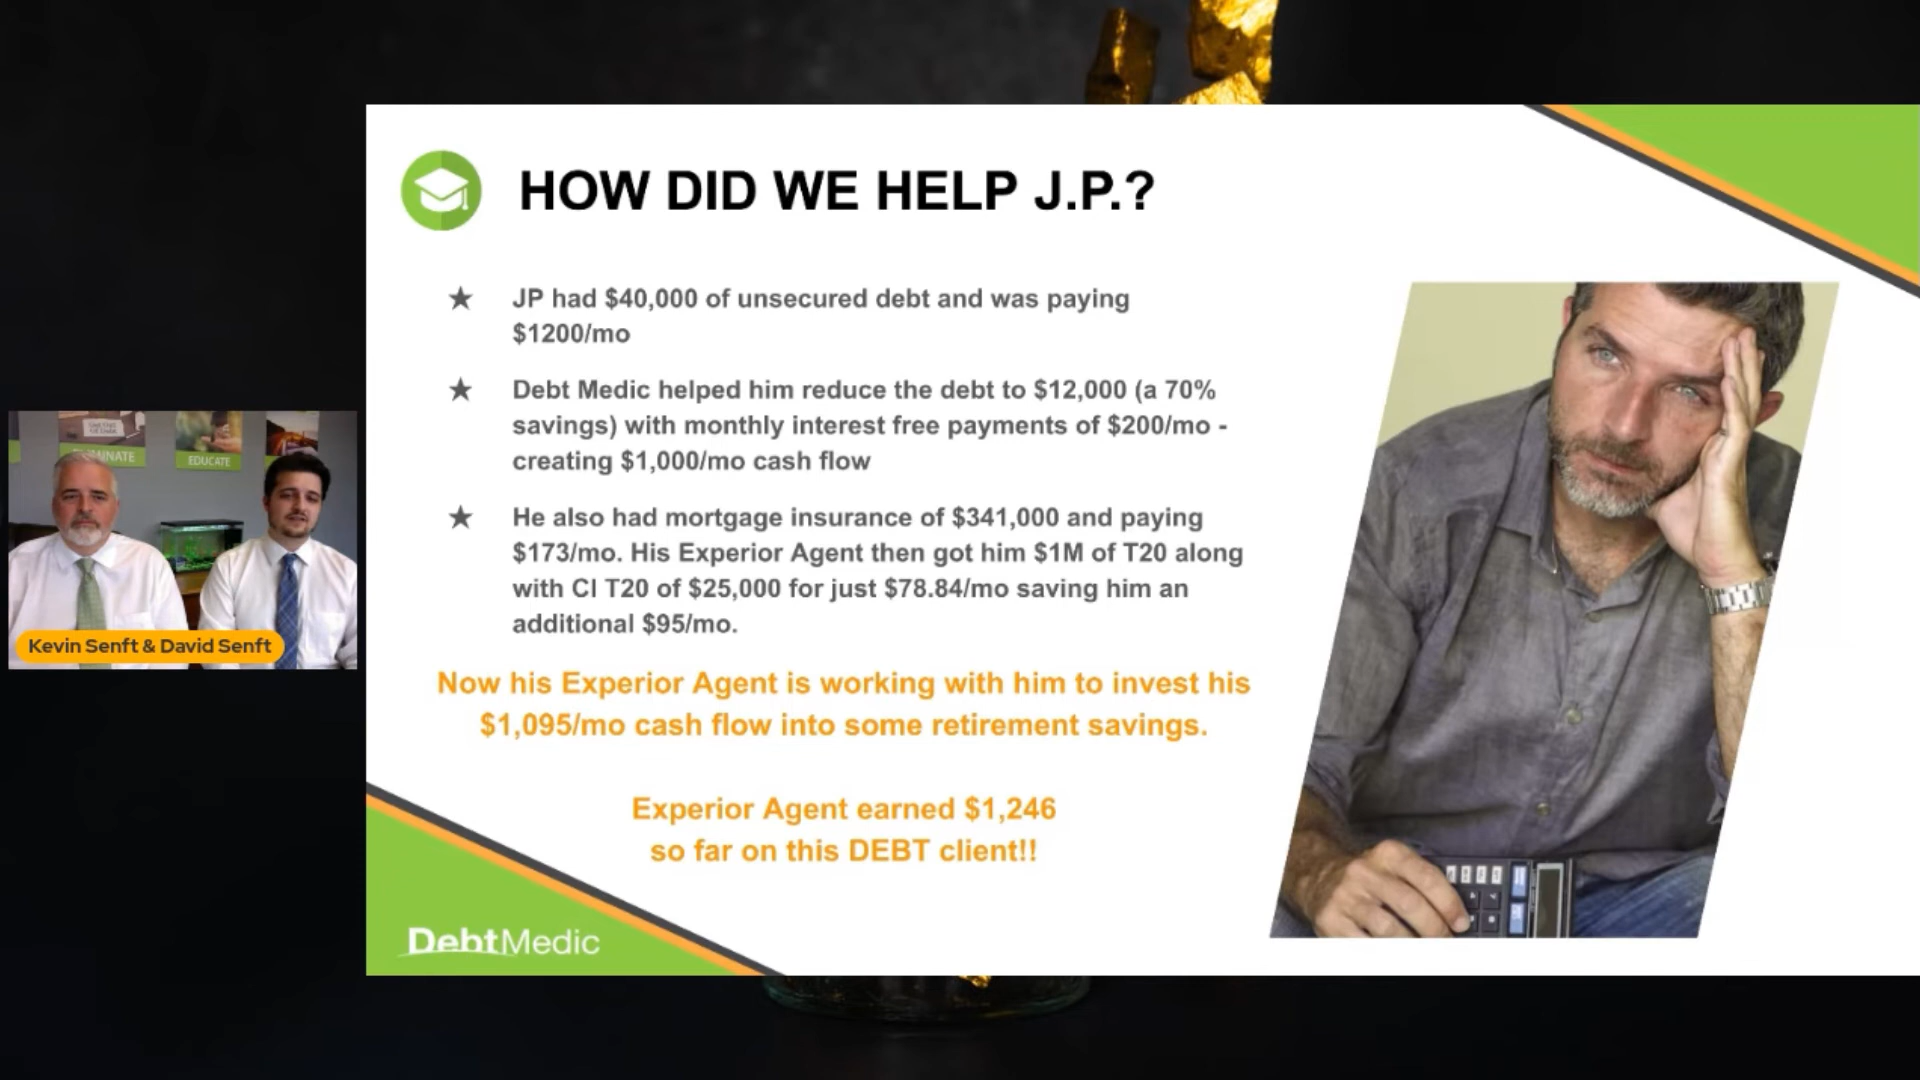 HOW DID WE HELP J.P.?
★ JP had $40,000 of unsecured debt and was paying
$1200/mo
★ Debt Medic helped him reduce the debt to $12,000 (a 70%
savings) with monthly interest free payments of $200/mo -
creating $1,000/mo cash flow
★ He also had mortgage insurance of $341,000 and paying
$173/mo. His Experior Agent then got him $1M of T20 along
with CI T20 of $25,000 for just $78.84/mo saving him an
additional $95/mo.
Now his Experior Agent is working with him to invest his
$1,095/mo cash flow into some retirement savings.
Experior Agent earned $1,246
so far on this DEBT client!!
DebtMedic
EDUCATE
Kevin Senft & David Senft